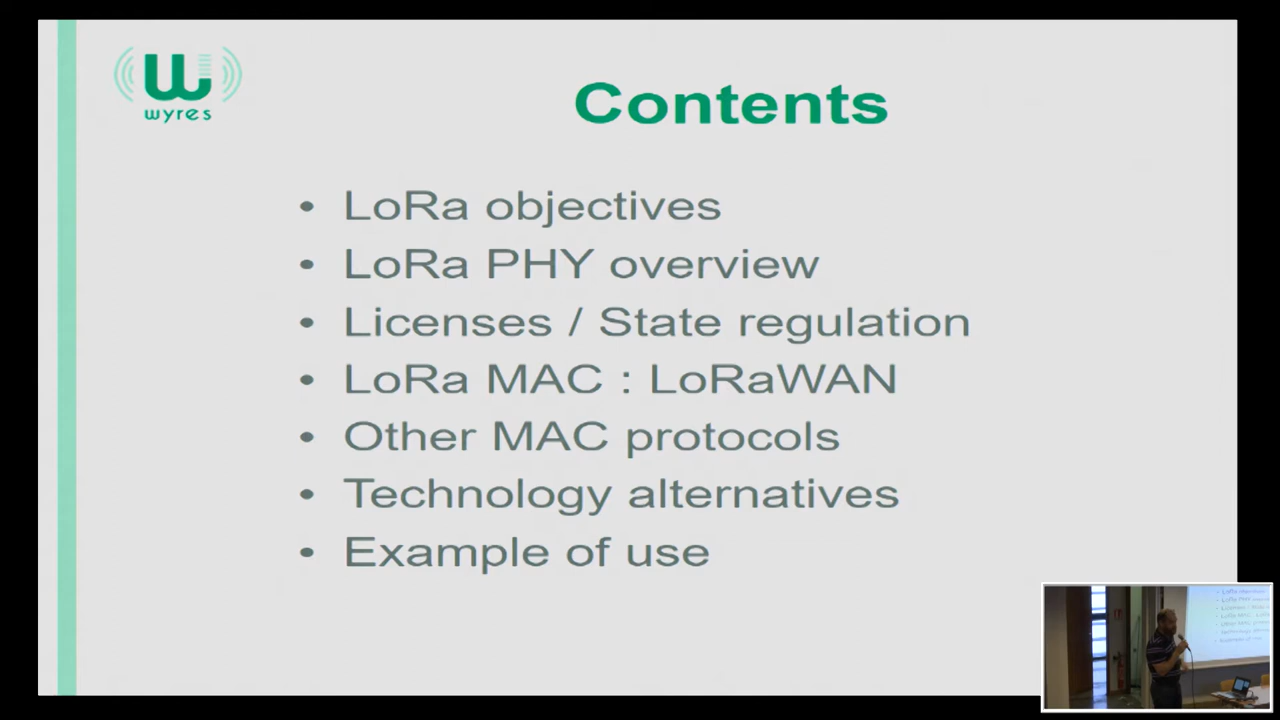 wyres
Contents
• LoRa objectives
• LoRa PHY overview
• Licenses / State regulation
• LoRa MAC : LoRaWAN
• Other MAC protocols
• Technology alternatives
• Example of use